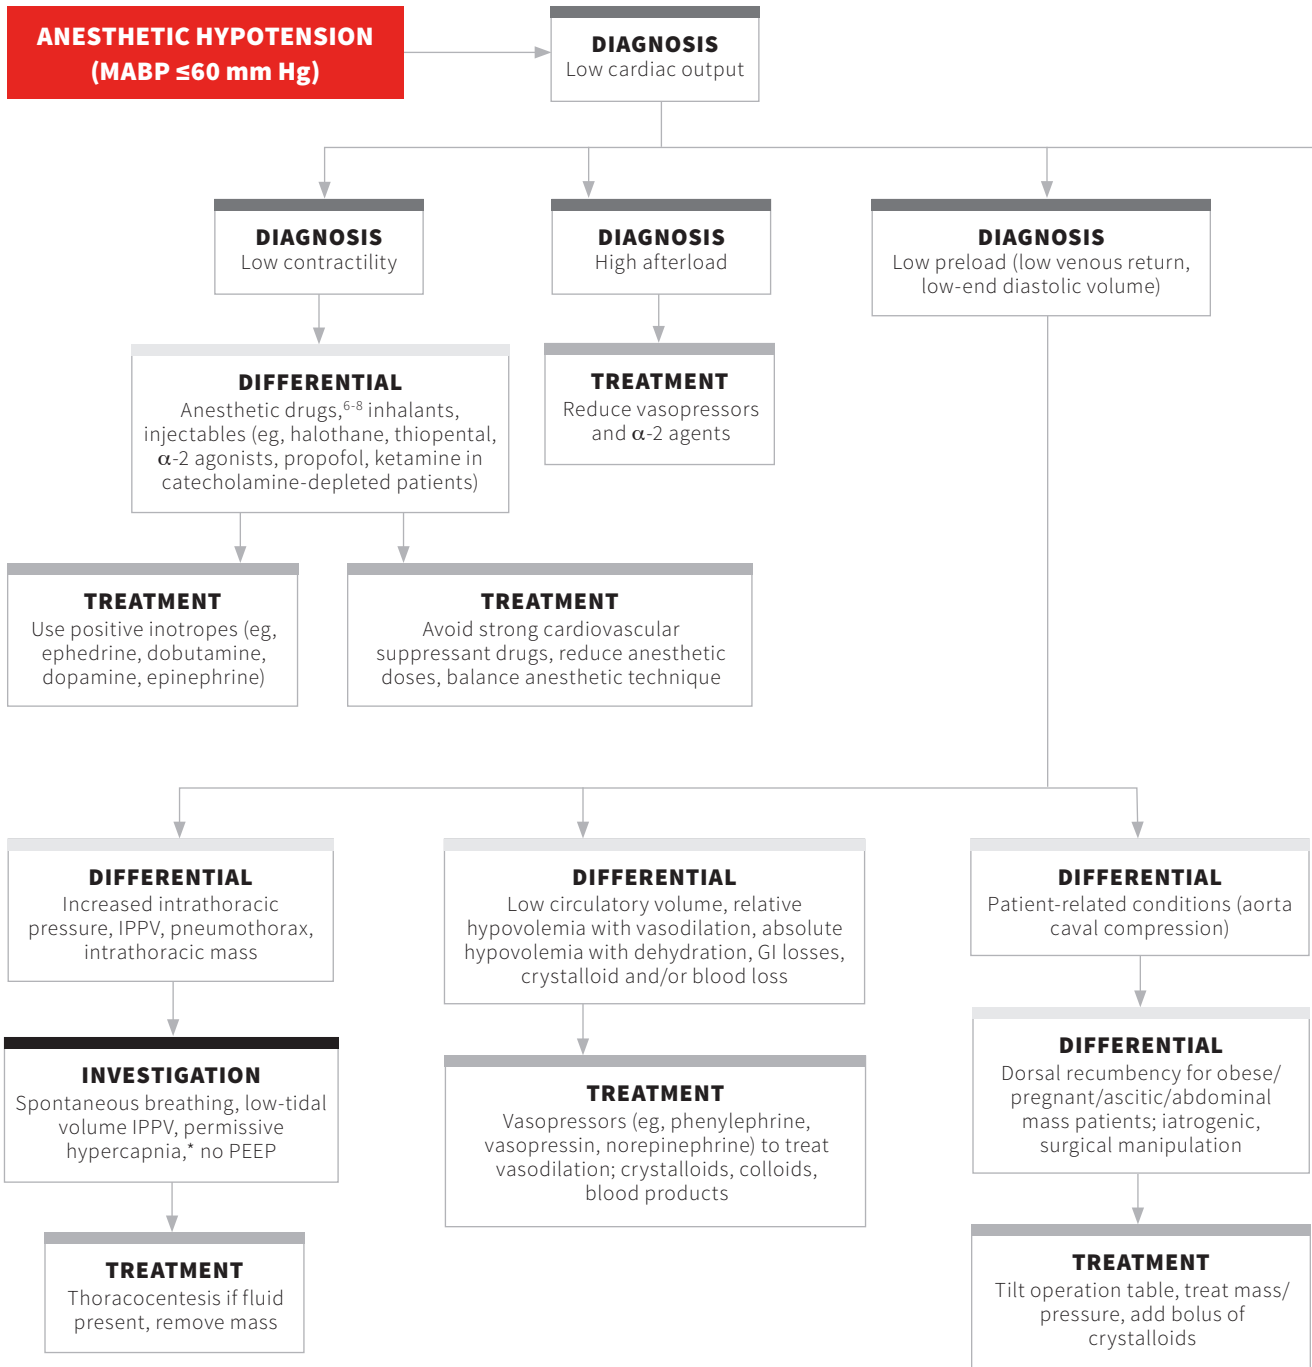 ANESTHETIC HYPOTENSION
(MABP ≤60 mm Hg)
DIAGNOSIS
Low cardiac output
DIAGNOSIS
Low contractility
DIAGNOSIS
High afterload
DIAGNOSIS
Low preload (low venous return,
low-end diastolic volume)
DIFFERENTIAL
Anesthetic drugs,6-8 inhalants,
injectables (eg, halothane, thiopental,
α-2 agonists, propofol, ketamine in
catecholamine-depleted patients)
TREATMENT
Reduce vasopressors
and α-2 agents
TREATMENT
Use positive inotropes (eg,
ephedrine, dobutamine,
dopamine, epinephrine)
TREATMENT
Avoid strong cardiovascular
suppressant drugs, reduce anesthetic
doses, balance anesthetic technique
DIFFERENTIAL
Increased intrathoracic
pressure, IPPV, pneumothorax,
intrathoracic mass
DIFFERENTIAL
Low circulatory volume, relative
hypovolemia with vasodilation, absolute
hypovolemia with dehydration, GI losses,
crystalloid and/or blood loss
DIFFERENTIAL
Patient-related conditions (aorta
caval compression)
INVESTIGATION
Spontaneous breathing, low-tidal
volume IPPV, permissive
hypercapnia,* no PEEP
TREATMENT
Vasopressors (eg, phenylephrine,
vasopressin, norepinephrine) to treat
vasodilation; crystalloids, colloids,
blood products
DIFFERENTIAL
Dorsal recumbency for obese/
pregnant/ascitic/abdominal
mass patients; iatrogenic,
surgical manipulation
TREATMENT
Thoracocentesis if fluid
present, remove mass
TREATMENT
Tilt operation table, treat mass/
pressure, add bolus of
crystalloids